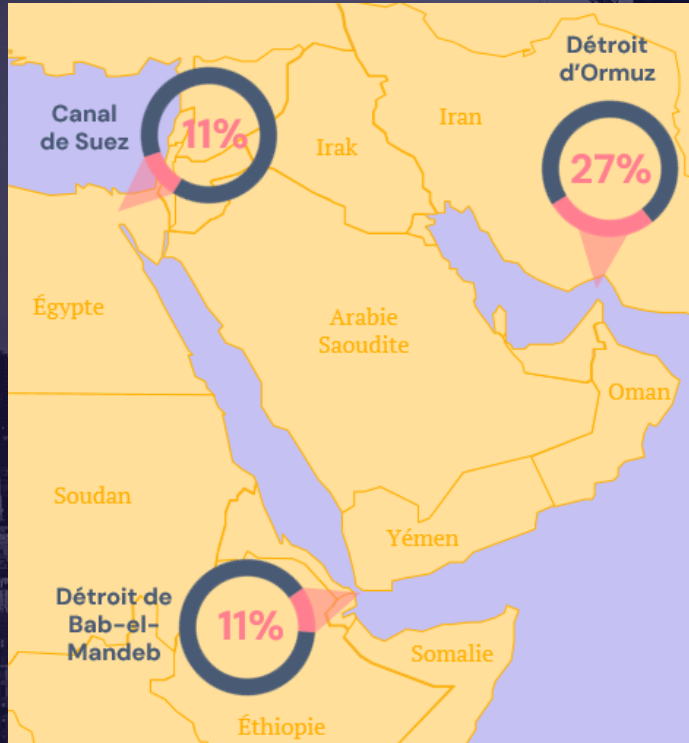 Détroit
d'Ormuz
27%
Canal
de Suez
11%
Irak
Iran
Égypte
Arabie
Saoudite
Oman
Soudan
Yémen
Détroit de
Bab-el-
Mandeb
11%
Somalie
Éthiopie